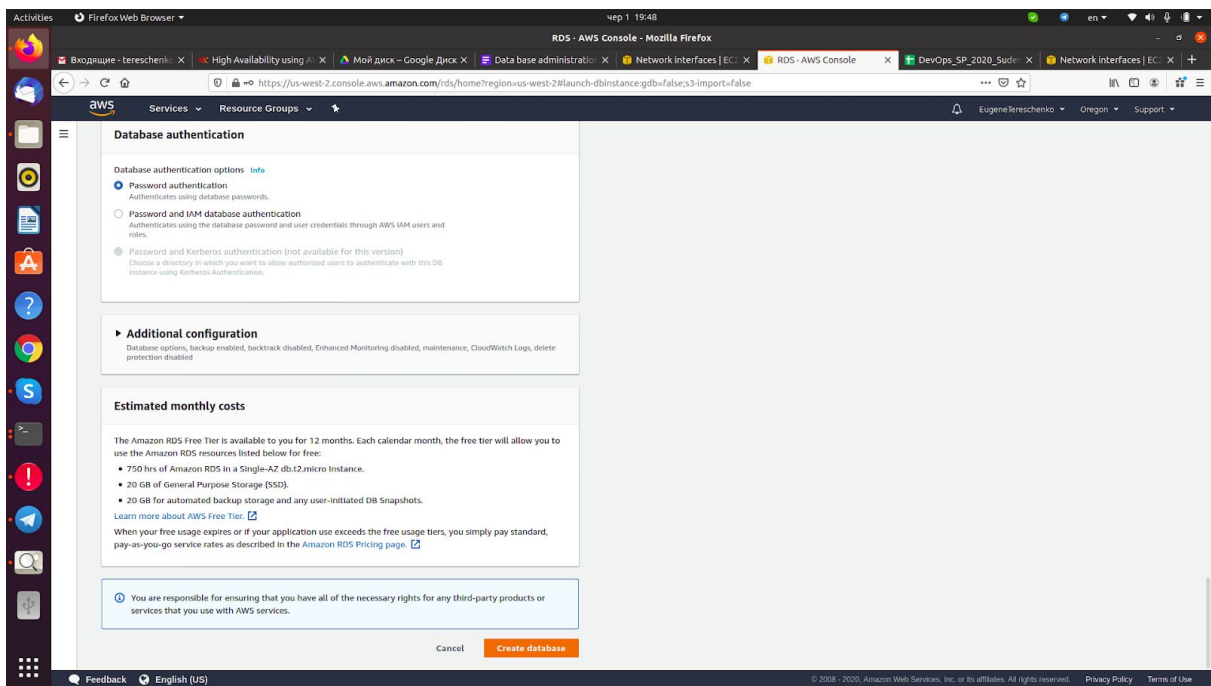 Activities Firefox Web Browser чер 1 19:48 en
RDS · AWS Console - Mozilla Firefox
Входящие - tereschenko High Availability using A Мой диск – Google Диск Data base administratio Network interfaces | EC2 RDS · AWS Console DevOps_SP_2020_Sude Network interfaces | EC2
https://us-west-2.console.aws.amazon.com/rds/home?region=us-west-2#launch-dbinstance:gdb=false;s3-import=false
aws Services Resource Groups EugeneTereschenko Oregon Support
Database authentication
Database authentication options Info
Password authentication
Authenticates using database passwords.
Password and IAM database authentication
Authenticates using the database password and user credentials through AWS IAM users and
roles.
Password and Kerberos authentication (not available for this version)
Choose a directory in which you want to allow authorized users to authenticate with this DB
instance using Kerberos Authentication.
Additional configuration
Database options, backup enabled, backtrack disabled, Enhanced Monitoring disabled, maintenance, CloudWatch Logs, delete
protection disabled
Estimated monthly costs
The Amazon RDS Free Tier is available to you for 12 months. Each calendar month, the free tier will allow you to
use the Amazon RDS resources listed below for free:
• 750 hrs of Amazon RDS in a Single-AZ db.t2.micro Instance.
• 20 GB of General Purpose Storage (SSD).
• 20 GB for automated backup storage and any user-initiated DB Snapshots.
Learn more about AWS Free Tier.
When your free usage expires or if your application use exceeds the free usage tiers, you simply pay standard,
pay-as-you-go service rates as described in the Amazon RDS Pricing page.
You are responsible for ensuring that you have all of the necessary rights for any third-party products or
services that you use with AWS services.
Cancel Create database
Feedback English (US) © 2008 - 2020, Amazon Web Services, Inc. or its affiliates. All rights reserved. Privacy Policy Terms of Use